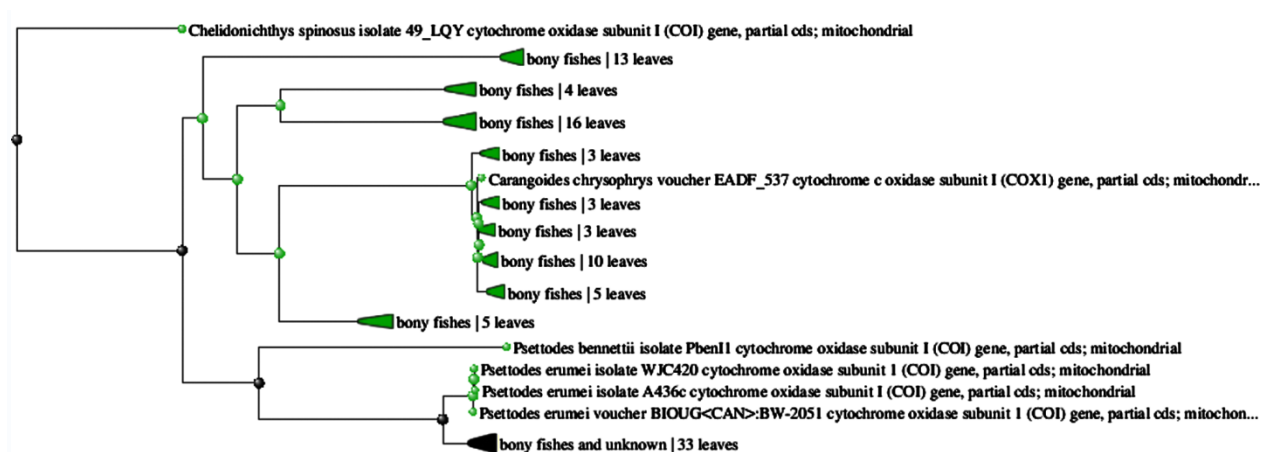 Chelidonichthys spinosus isolate 49_LQY cytochrome oxidase subunit I (COI) gene, partial cds; mitochondrial
bony fishes | 13 leaves
bony fishes | 4 leaves
bony fishes | 16 leaves
bony fishes | 3 leaves
Carangoides chrysophrys voucher EADF_537 cytochrome c oxidase subunit I (COX1) gene, partial cds; mitochondr...
bony fishes | 3 leaves
bony fishes | 3 leaves
bony fishes | 10 leaves
bony fishes | 5 leaves
bony fishes | 5 leaves
Psettodes bennettii isolate PbenI1 cytochrome oxidase subunit I (COI) gene, partial cds; mitochondrial
Psettodes erumei isolate WJC420 cytochrome oxidase subunit 1 (COI) gene, partial cds; mitochondrial
Psettodes erumei isolate A436c cytochrome oxidase subunit I (COI) gene, partial cds; mitochondrial
Psettodes erumei voucher BIOUG<CAN>:BW-2051 cytochrome oxidase subunit 1 (COI) gene, partial cds; mitochon...
bony fishes and unknown | 33 leaves